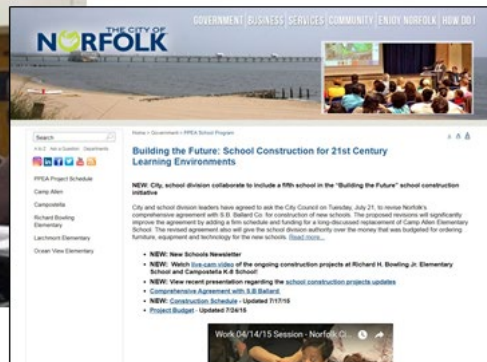 THE CITY OF
NORFOLK
GOVERNMENT | BUSINESS | SERVICES | COMMUNITY | ENJOY NORFOLK | HOW DO I
Search
A to Z Ask a Question Departments
PPEA Project Schedule
Camp Allen
Campostella
Richard Bowling
Elementary
Larchmont Elementary
Ocean View Elementary
Home > Government > PPEA School Program
A A A
Building the Future: School Construction for 21st Century
Learning Environments
NEW: City, school division collaborate to include a fifth school in the "Building the Future" school construction
initiative
City and school division leaders have agreed to ask the City Council on Tuesday, July 21, to revise Norfolk's
comprehensive agreement with S.B. Ballard Co. for construction of new schools. The proposed revisions will significantly
improve the agreement by adding a firm schedule and funding for a long-discussed replacement of Camp Allen Elementary
School. The revised agreement also will give the school division authority over the money that was budgeted for ordering
furniture, equipment and technology for the new schools. Read more...
• NEW: New Schools Newsletter
• NEW: Watch live-cam video of the ongoing construction projects at Richard H. Bowling Jr. Elementary
School and Campostella K-8 School!
• NEW: View recent presentation regarding the school construction projects updates
• Comprehensive Agreement with S.B Ballard
• NEW: Construction Schedule - Updated 7/17/15
• Project Budget - Updated 7/24/15
Work 04/14/15 Session - Norfolk Ci...